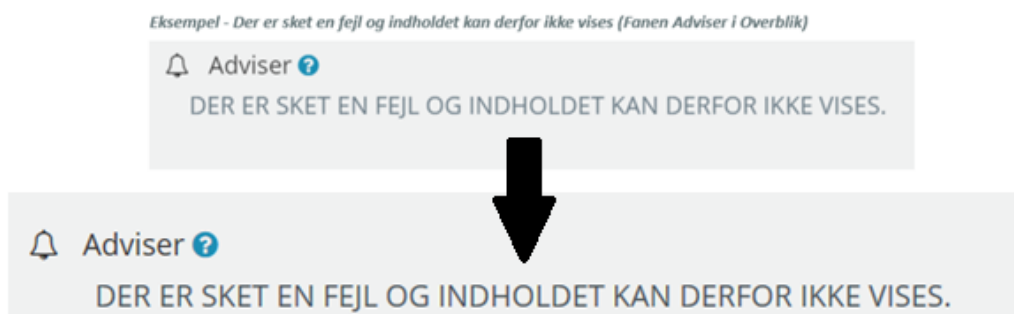 Eksempel - Der er sket en fejl og indholdet kan derfor ikke vises (Fanen Adviser i Overblik)
Adviser ?
DER ER SKET EN FEJL OG INDHOLDET KAN DERFOR IKKE VISES.
Adviser ?
DER ER SKET EN FEJL OG INDHOLDET KAN DERFOR IKKE VISES.